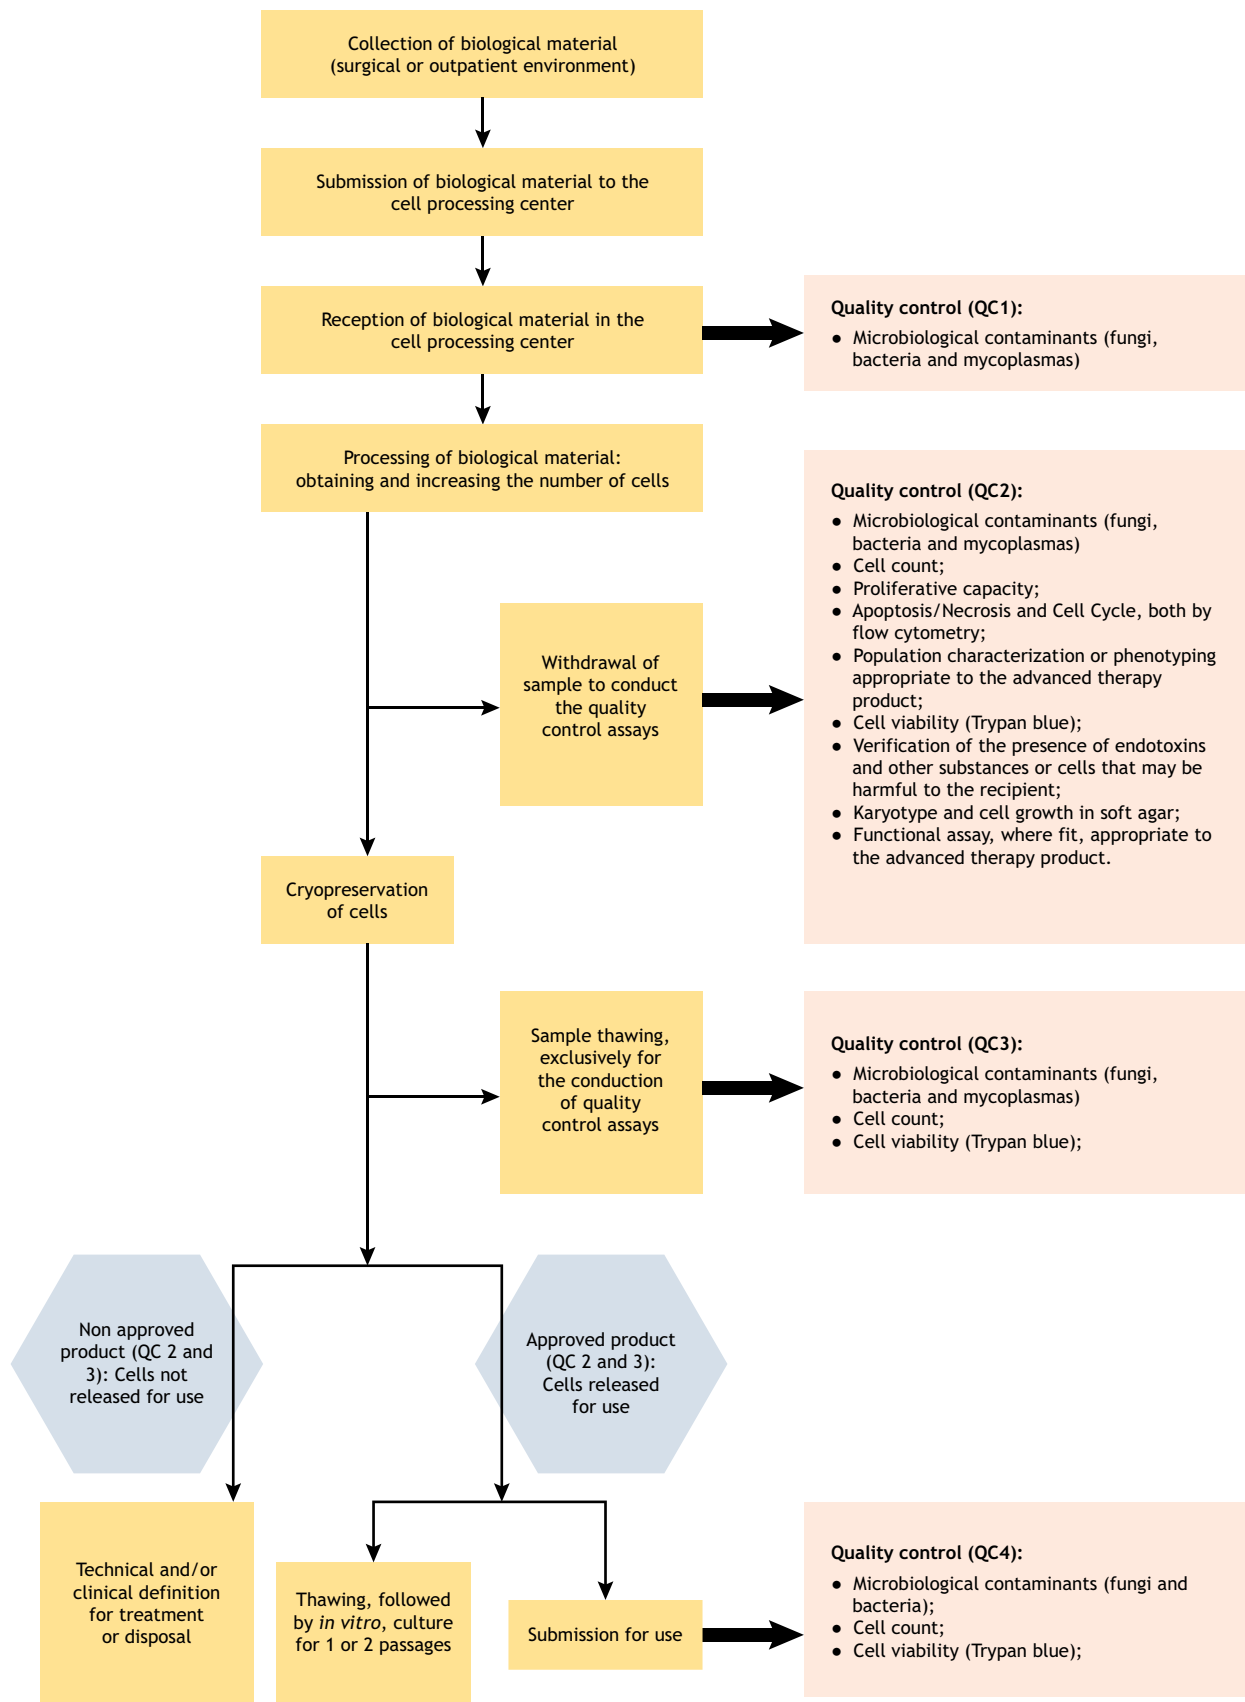 Collection of biological material
(surgical or outpatient environment)
Submission of biological material to the
cell processing center
Reception of biological material in the
cell processing center
Quality control (QC1):
● Microbiological contaminants (fungi,
bacteria and mycoplasmas)
Processing of biological material:
obtaining and increasing the number of cells
Withdrawal of
sample to conduct
the quality
control assays
Quality control (QC2):
● Microbiological contaminants (fungi,
bacteria and mycoplasmas)
● Cell count;
● Proliferative capacity;
● Apoptosis/Necrosis and Cell Cycle, both by
flow cytometry;
● Population characterization or phenotyping
appropriate to the advanced therapy
product;
● Cell viability (Trypan blue);
● Verification of the presence of endotoxins
and other substances or cells that may be
harmful to the recipient;
● Karyotype and cell growth in soft agar;
● Functional assay, where fit, appropriate to
the advanced therapy product.
Cryopreservation
of cells
Sample thawing,
exclusively for
the conduction
of quality
control assays
Quality control (QC3):
● Microbiological contaminants (fungi,
bacteria and mycoplasmas)
● Cell count;
● Cell viability (Trypan blue);
Non approved
product (QC 2 and
3): Cells not
released for use
Approved product
(QC 2 and 3):
Cells released
for use
Technical and/or
clinical definition
for treatment
or disposal
Thawing, followed
by in vitro, culture
for 1 or 2 passages
Submission for use
Quality control (QC4):
● Microbiological contaminants (fungi and
bacteria);
● Cell count;
● Cell viability (Trypan blue);